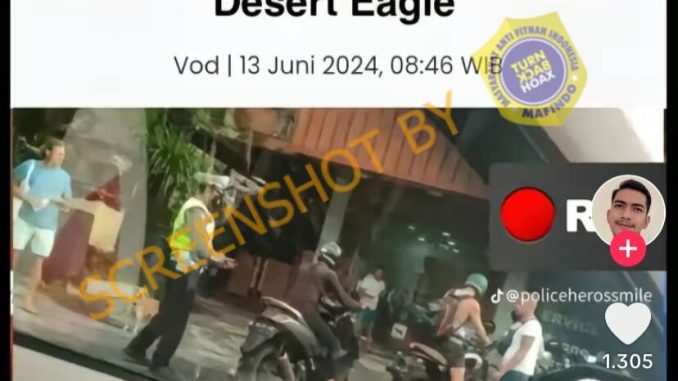 Desert Eagle
Vod | 13 Juni 2024, 08:46 WIB
MASYARAKAT ANTI FITNAH INDONESIA
TURN
BACK
HOAX
MAFINDO
SCREENSHOT BY
R
@policeherossmile
SERVICE
1.305